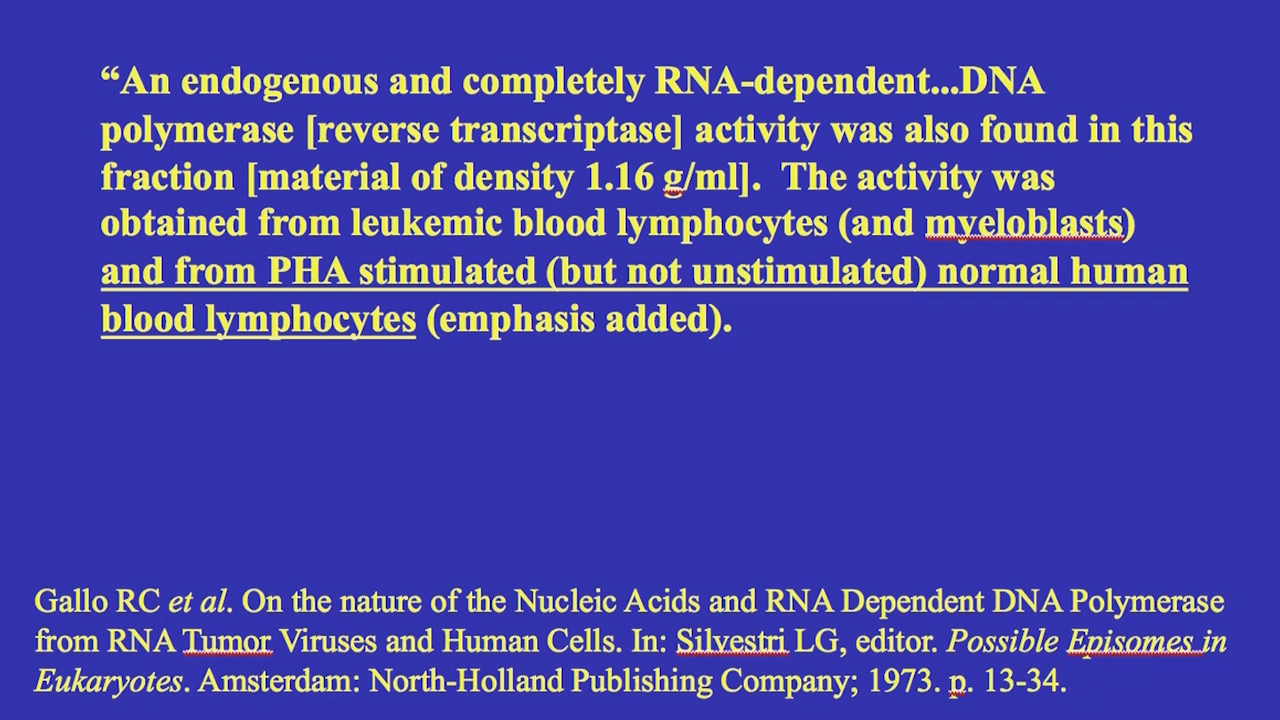 “An endogenous and completely RNA-dependent...DNA
polymerase [reverse transcriptase] activity was also found in this
fraction [material of density 1.16 g/ml].  The activity was
obtained from leukemic blood lymphocytes (and myeloblasts)
and from PHA stimulated (but not unstimulated) normal human
blood lymphocytes (emphasis added).
Gallo RC et al. On the nature of the Nucleic Acids and RNA Dependent DNA Polymerase
from RNA Tumor Viruses and Human Cells. In: Silvestri LG, editor. Possible Episomes in
Eukaryotes. Amsterdam: North-Holland Publishing Company; 1973. p. 13-34.